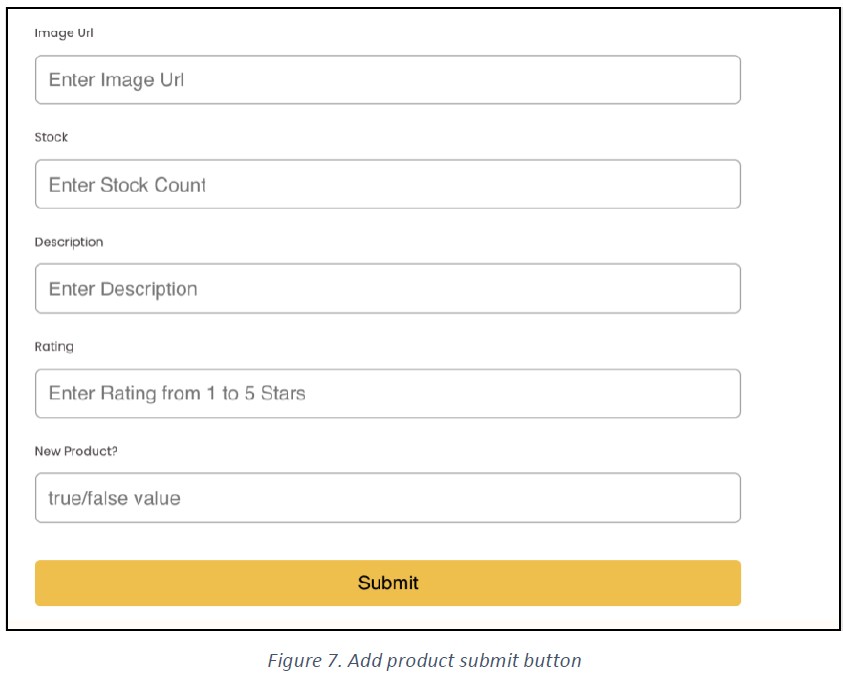 Image Url
Enter Image Url
Stock
Enter Stock Count
Description
Enter Description
Rating
Enter Rating from 1 to 5 Stars
New Product?
true/false value
Submit
Figure 7. Add product submit button